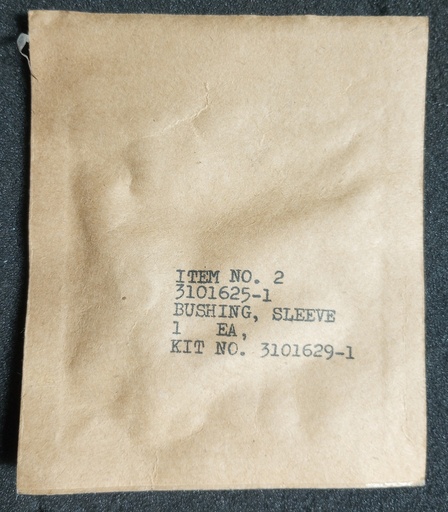 ITEM NO. 2
3101625-1
BUSHING, SLEEVE
1 EA,
KIT NO. 3101629-1